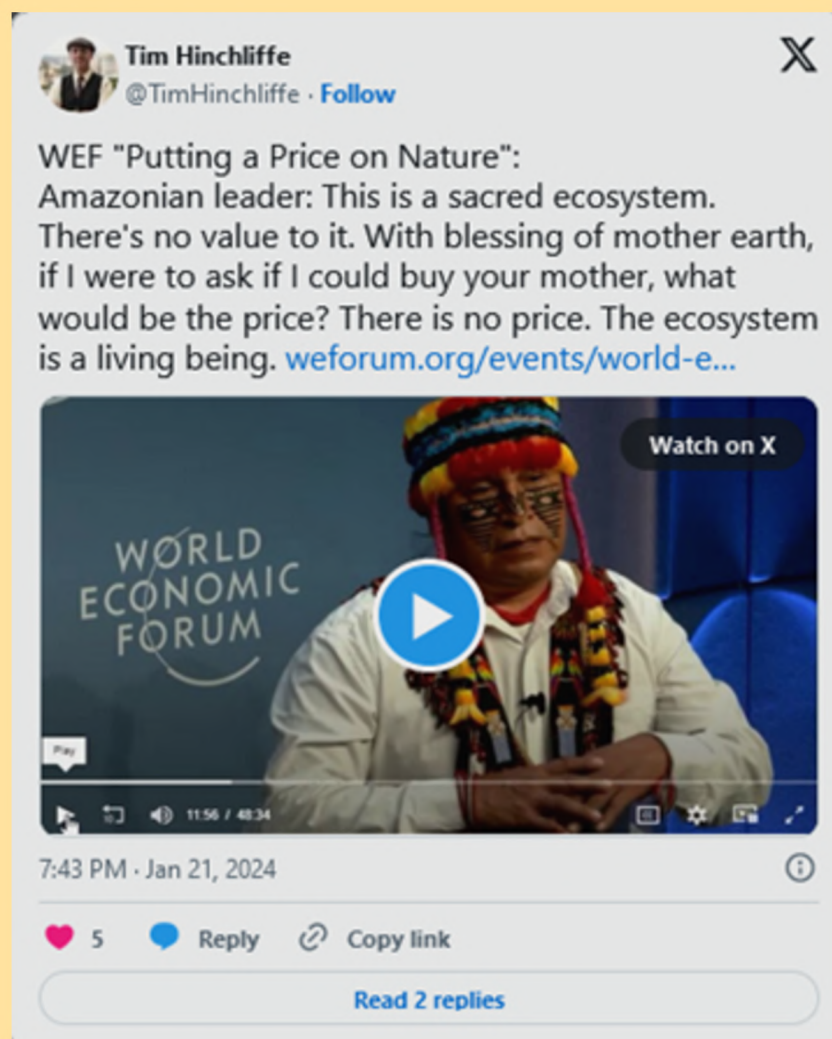 Tim Hinchliffe
@TimHinchliffe · Follow
WEF "Putting a Price on Nature":
Amazonian leader: This is a sacred ecosystem.
There's no value to it. With blessing of mother earth,
if I were to ask if I could buy your mother, what
would be the price? There is no price. The ecosystem
is a living being. weforum.org/events/world-e...
Watch on X
WORLD
ECONOMIC
FORUM
Play
11:56 / 48:34
7:43 PM · Jan 21, 2024
5 Reply Copy link
Read 2 replies